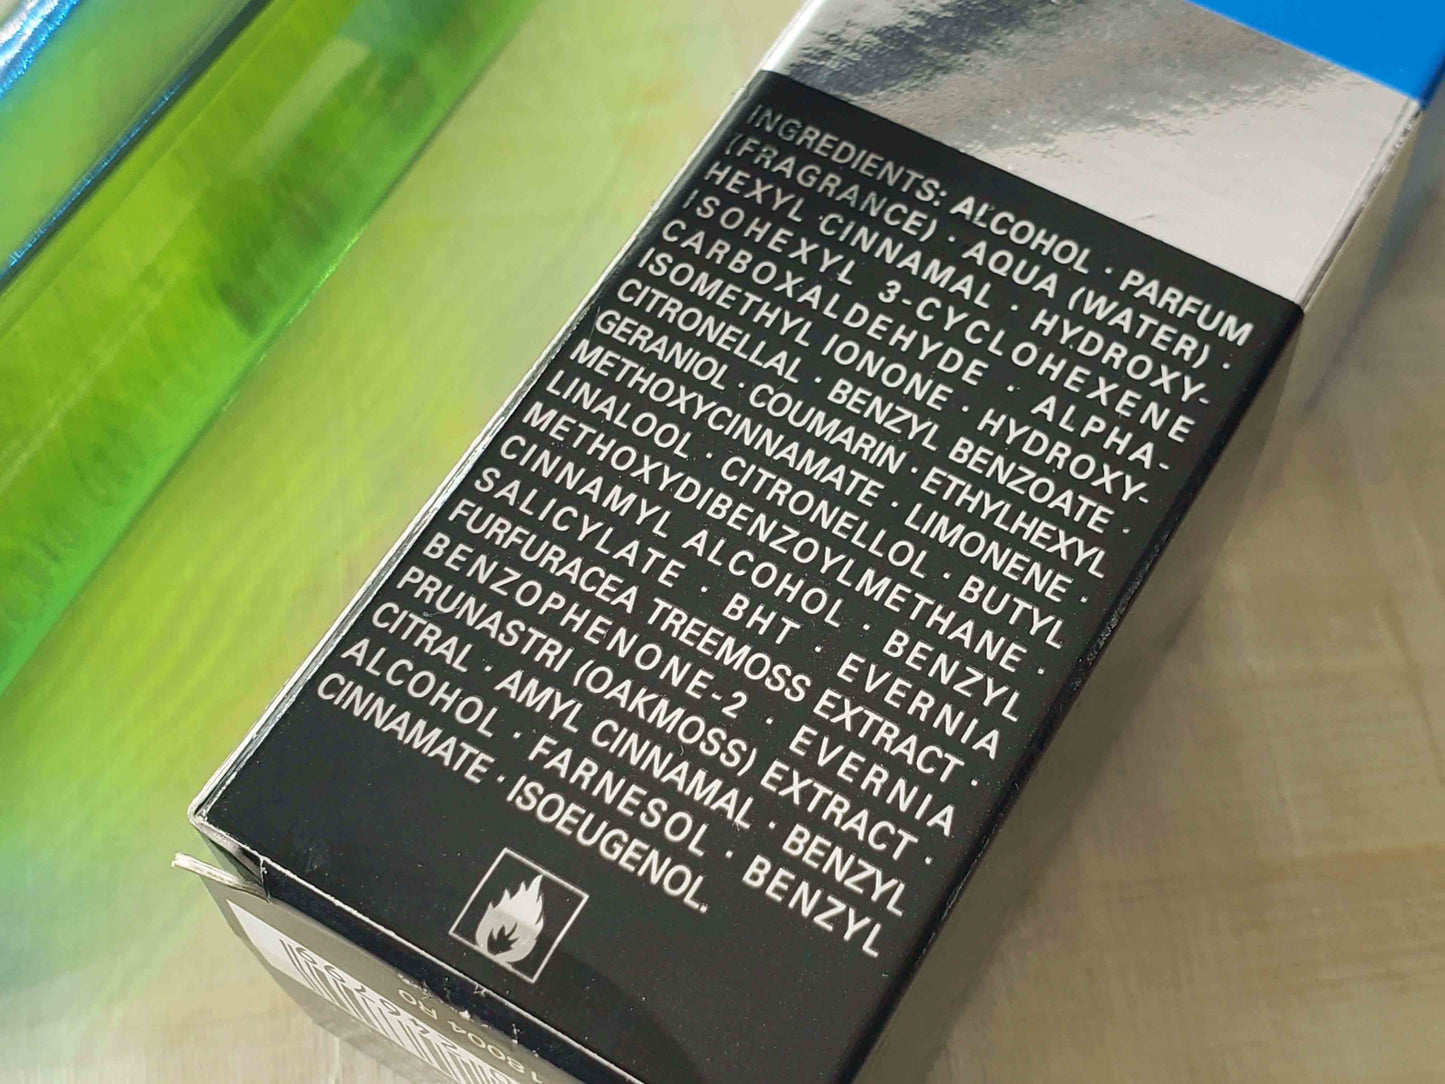 INGREDIENTS: ALCOHOL · PARFUM
(FRAGRANCE) · AQUA (WATER) ·
HEXYL CINNAMAL · HYDROXY-
ISOHEXYL 3-CYCLOHEXENE
CARBOXALDEHYDE · ALPHA-
ISOMETHYL IONONE · HYDROXY-
CITRONELLAL · BENZYL BENZOATE ·
GERANIOL · COUMARIN · ETHYLHEXYL
METHOXYCINNAMATE · LIMONENE ·
LINALOOL · CITRONELLOL · BUTYL
METHOXYDIBENZOYLMETHANE ·
CINNAMYL ALCOHOL · BENZYL
SALICYLATE · BHT · EVERNIA
FURFURACEA TREEMOSS EXTRACT ·
BENZOPHENONE-2 · EVERNIA
PRUNASTRI (OAKMOSS) EXTRACT ·
CITRAL · AMYL CINNAMAL · BENZYL
ALCOHOL · FARNESOL · BENZYL
CINNAMATE · ISOEUGENOL.
18004 R0